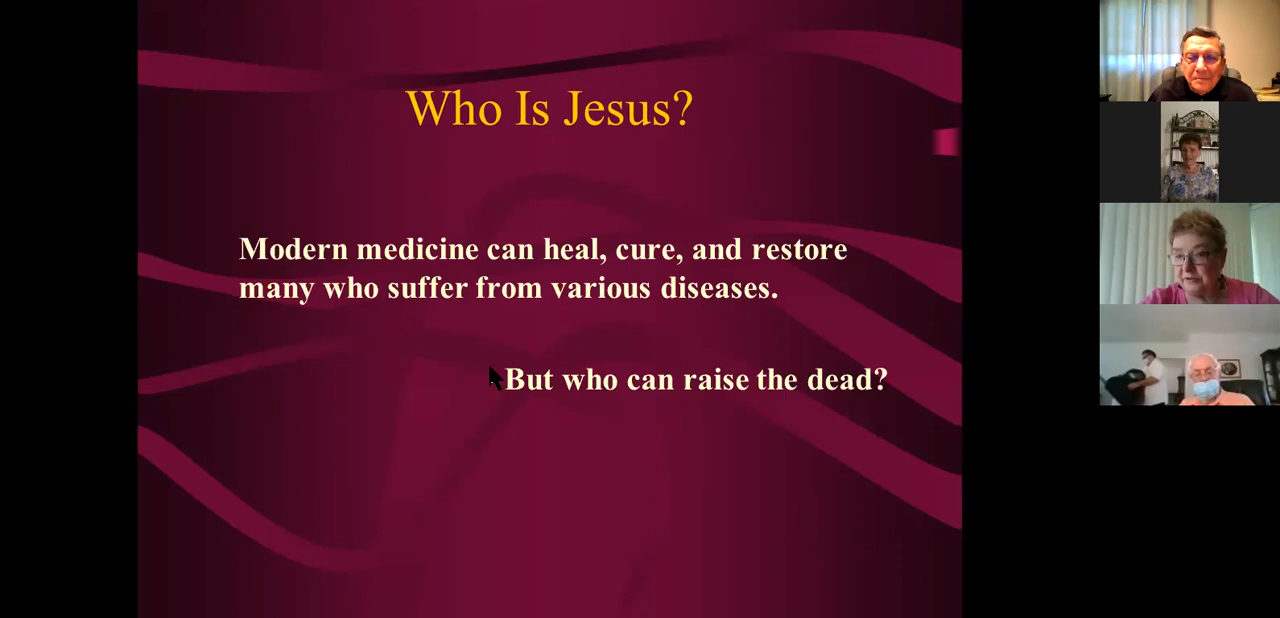 Who Is Jesus?
Modern medicine can heal, cure, and restore
many who suffer from various diseases.
But who can raise the dead?